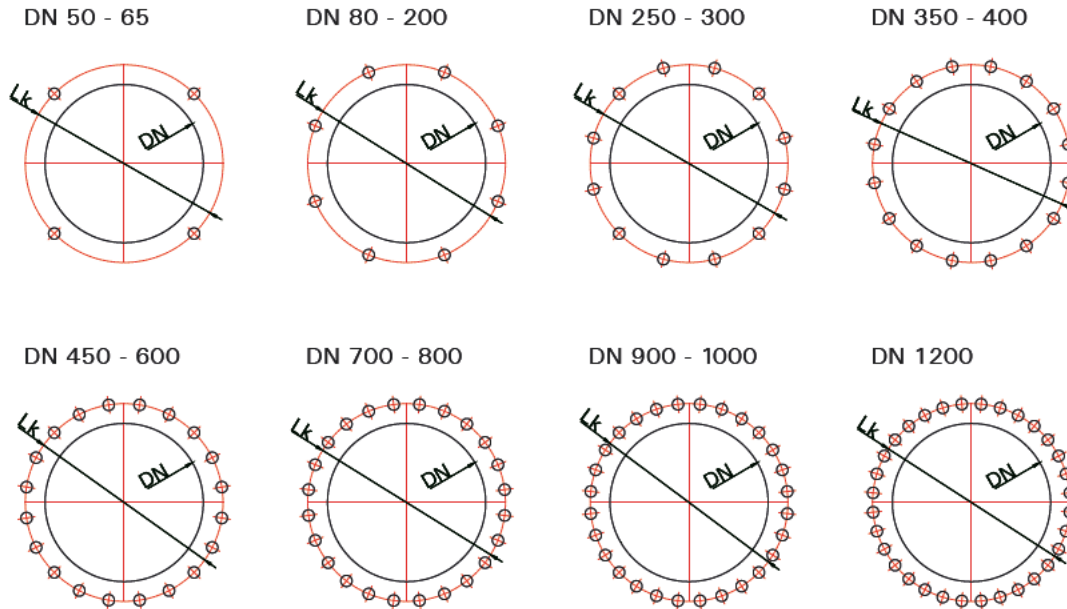 DN 50 - 65
DN 80 - 200
DN 250 - 300
DN 350 - 400
Lk
DN
Lk
DN
Lk
DN
Lk
DN
DN 450 - 600
DN 700 - 800
DN 900 - 1000
DN 1200
Lk
DN
Lk
DN
Lk
DN
Lk
DN